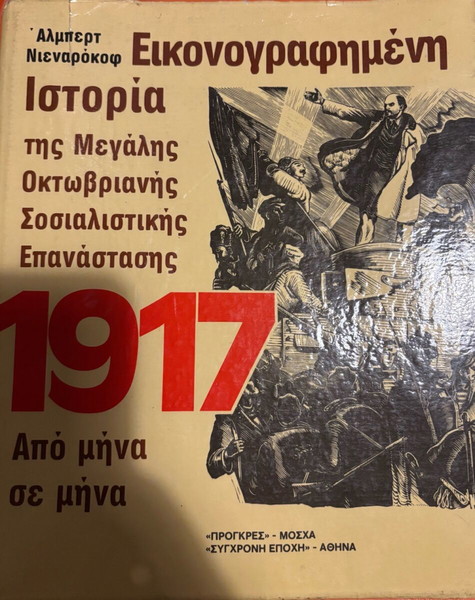 Άλμπερτ
Νιεναρόκοφ
Εικονογραφημένη
Ιστορία
της Μεγάλης
Οκτωβριανής
Σοσιαλιστικής
Επανάστασης
1917
Από μήνα
σε μήνα
«ΠΡΟΓΚΡΕΣ» - ΜΟΣΧΑ
«ΣΥΓΧΡΟΝΗ ΕΠΟΧΗ» - ΑΘΗΝΑ